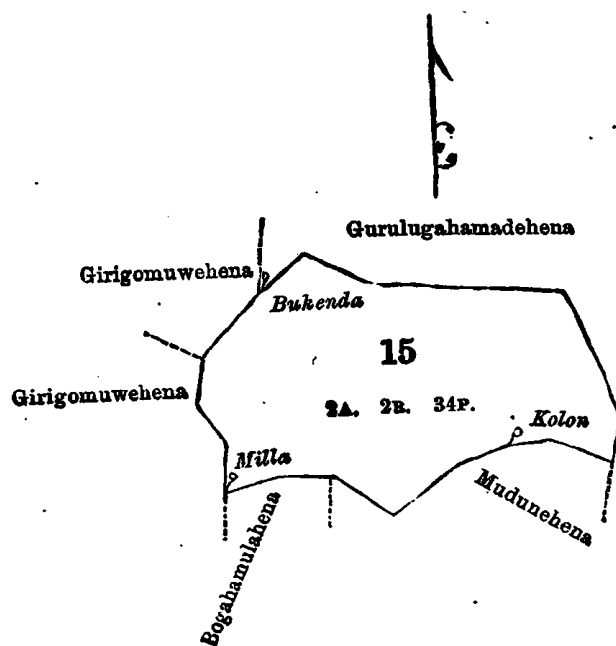 Gurulugahamadehena
Girigomuwehena
Bukenda
15
2A. 2R. 34P.
Girigomuwehena
Kolon
Milla
Mudunehena
Bogahamulahena